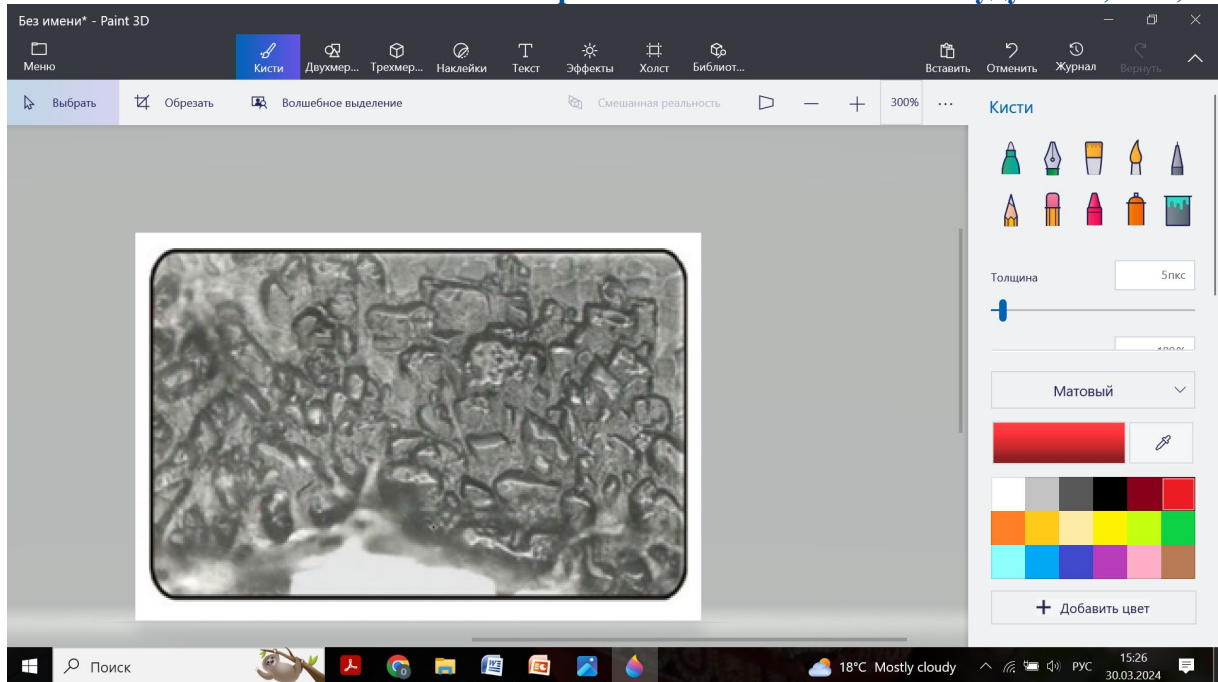 Без имени* - Paint 3D
Меню
Кисти
Двухмер...
Трехмер...
Наклейки
Текст
Эффекты
Холст
Библиот...
Вставить
Отменить
Журнал
Вернуть
Выбрать
Обрезать
Волшебное выделение
Смешанная реальность
300%
Кисти
Толщина
5пкс
Матовый
Добавить цвет
Поиск
18°C Mostly cloudy
РУС
15:26
30.03.2024